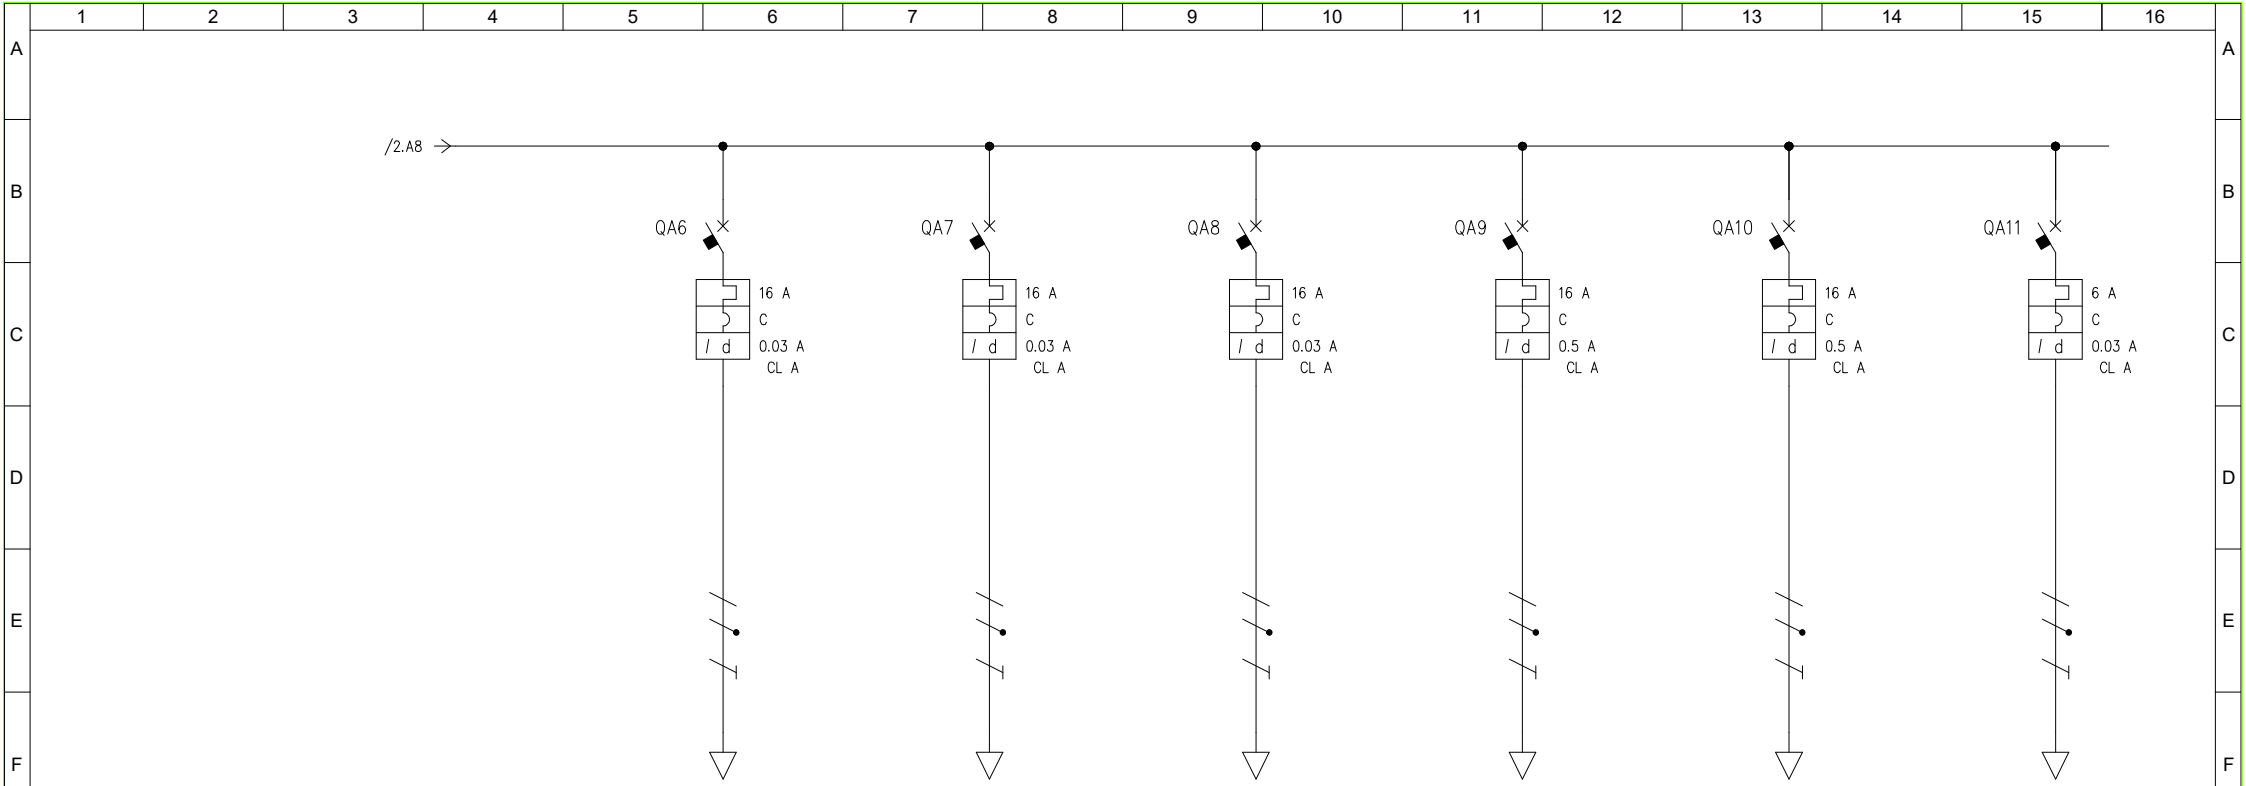 1 2 3 4 5 6 7 8 9 10 11 12 13 14 15 16
A A
/2.A8
B B
QA6 QA7 QA8 QA9 QA10 QA11
16 A 16 A 16 A 16 A 16 A 6 A
C C C C C C
C C
I d 0.03 A I d 0.03 A I d 0.03 A I d 0.5 A I d 0.5 A I d 0.03 A
CL A CL A CL A CL A CL A CL A
D D
E E
F F